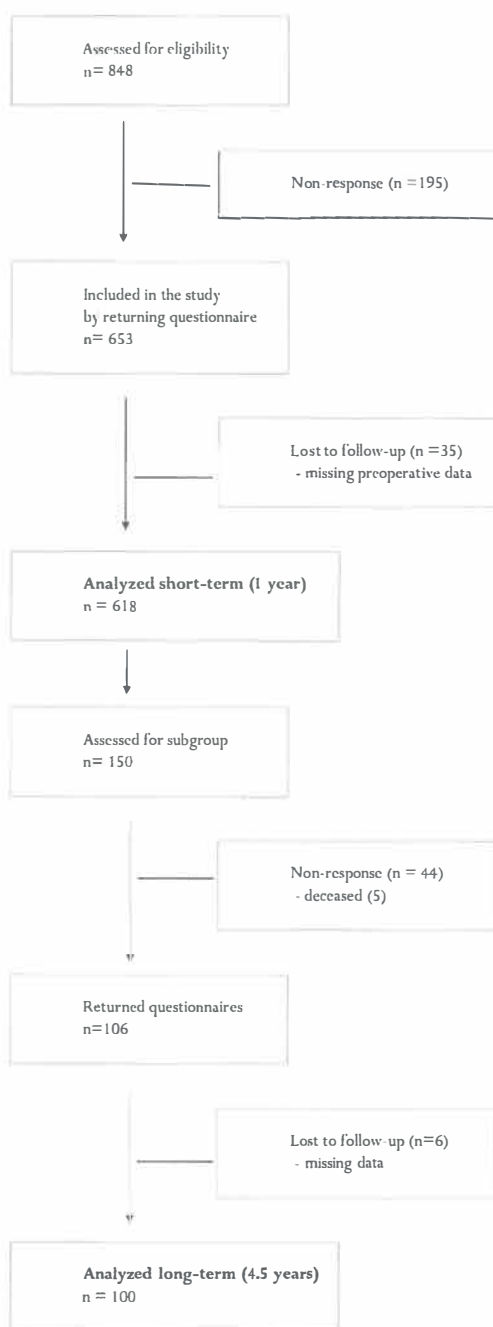 Assessed for eligibility
n= 848
Non-response (n =195)
Included in the study
by returning questionnaire
n= 653
Lost to follow-up (n =35)
- missing preoperative data
Analyzed short-term (1 year)
n = 618
Assessed for subgroup
n= 150
Non-response (n = 44)
- deceased (5)
Returned questionnaires
n=106
Lost to follow-up (n=6)
- missing data
Analyzed long-term (4.5 years)
n = 100